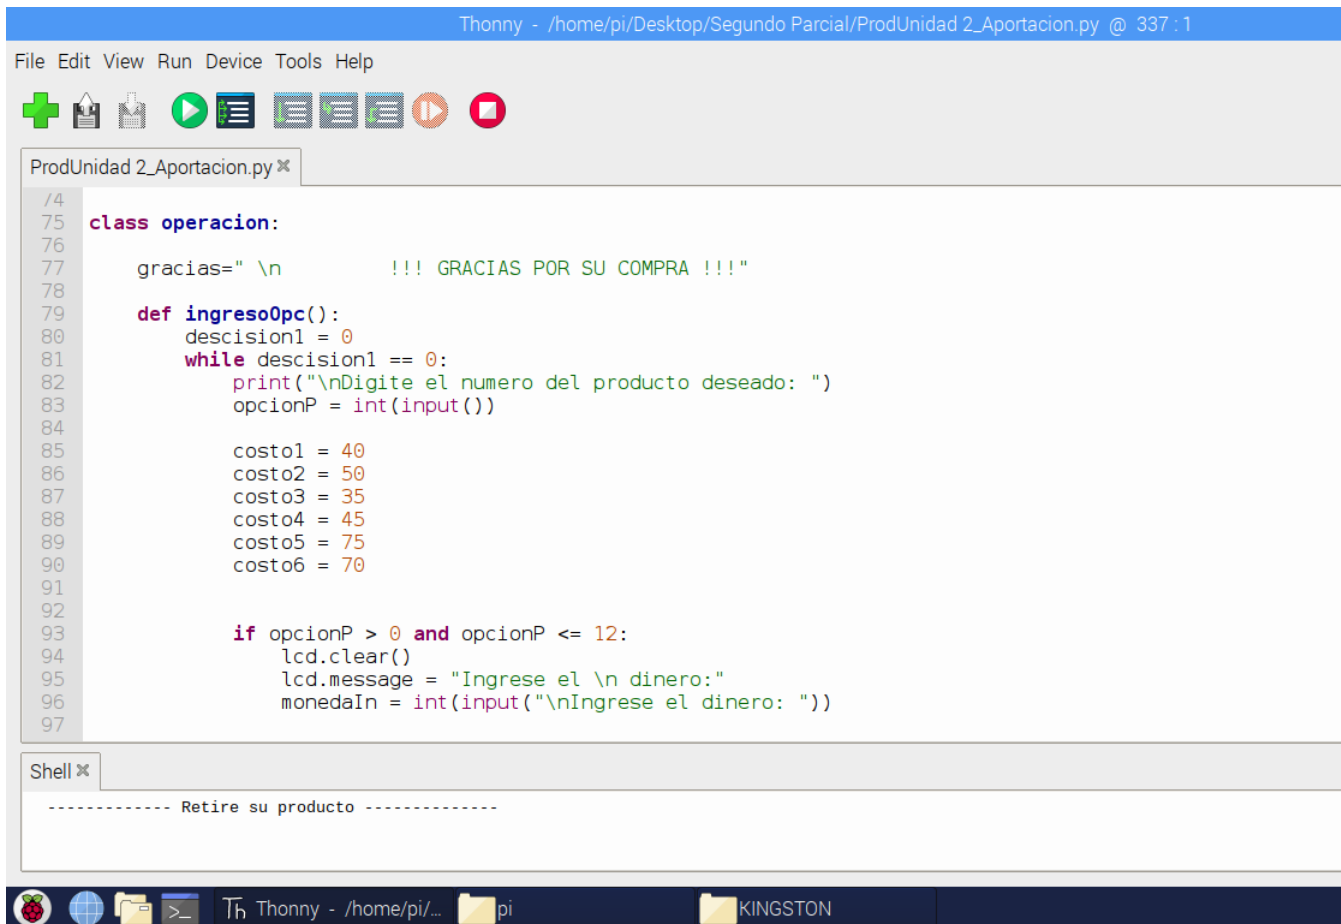 Thonny - /home/pi/Desktop/Segundo Parcial/ProdUnidad 2_Aportacion.py @ 337 : 1
File Edit View Run Device Tools Help
ProdUnidad 2_Aportacion.py
74
75 class operacion:
76
77 gracias=" \n !!! GRACIAS POR SU COMPRA !!!"
78
79 def ingresoOpc():
80 descision1 = 0
81 while descision1 == 0:
82 print("\nDigite el numero del producto deseado: ")
83 opcionP = int(input())
84
85 costo1 = 40
86 costo2 = 50
87 costo3 = 35
88 costo4 = 45
89 costo5 = 75
90 costo6 = 70
91
92
93 if opcionP > 0 and opcionP <= 12:
94 lcd.clear()
95 lcd.message = "Ingrese el \n dinero:"
96 monedaIn = int(input("\nIngrese el dinero: "))
97
Shell
------------- Retire su producto --------------
Th Thonny - /home/pi/...
pi
KINGSTON